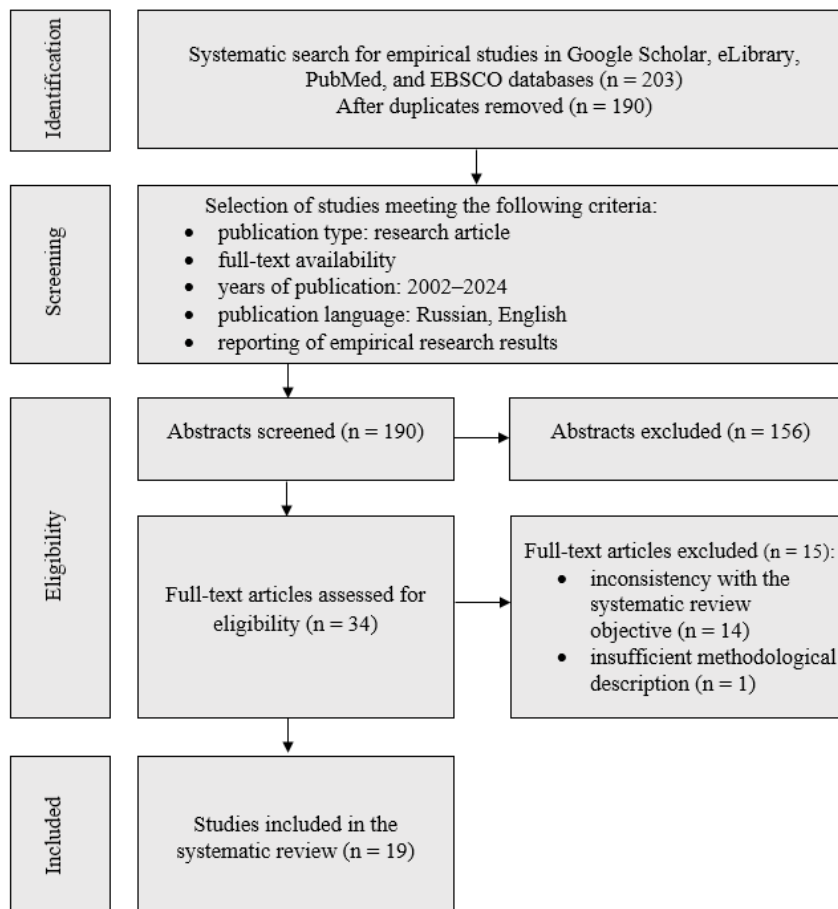 Identification
Systematic search for empirical studies in Google Scholar, eLibrary,
PubMed, and EBSCO databases (n = 203)
After duplicates removed (n = 190)
Screening
Selection of studies meeting the following criteria:
• publication type: research article
• full-text availability
• years of publication: 2002–2024
• publication language: Russian, English
• reporting of empirical research results
Eligibility
Abstracts screened (n = 190)
Abstracts excluded (n = 156)
Full-text articles assessed for
eligibility (n = 34)
Full-text articles excluded (n = 15):
• inconsistency with the
systematic review
objective (n = 14)
• insufficient methodological
description (n = 1)
Included
Studies included in the
systematic review (n = 19)